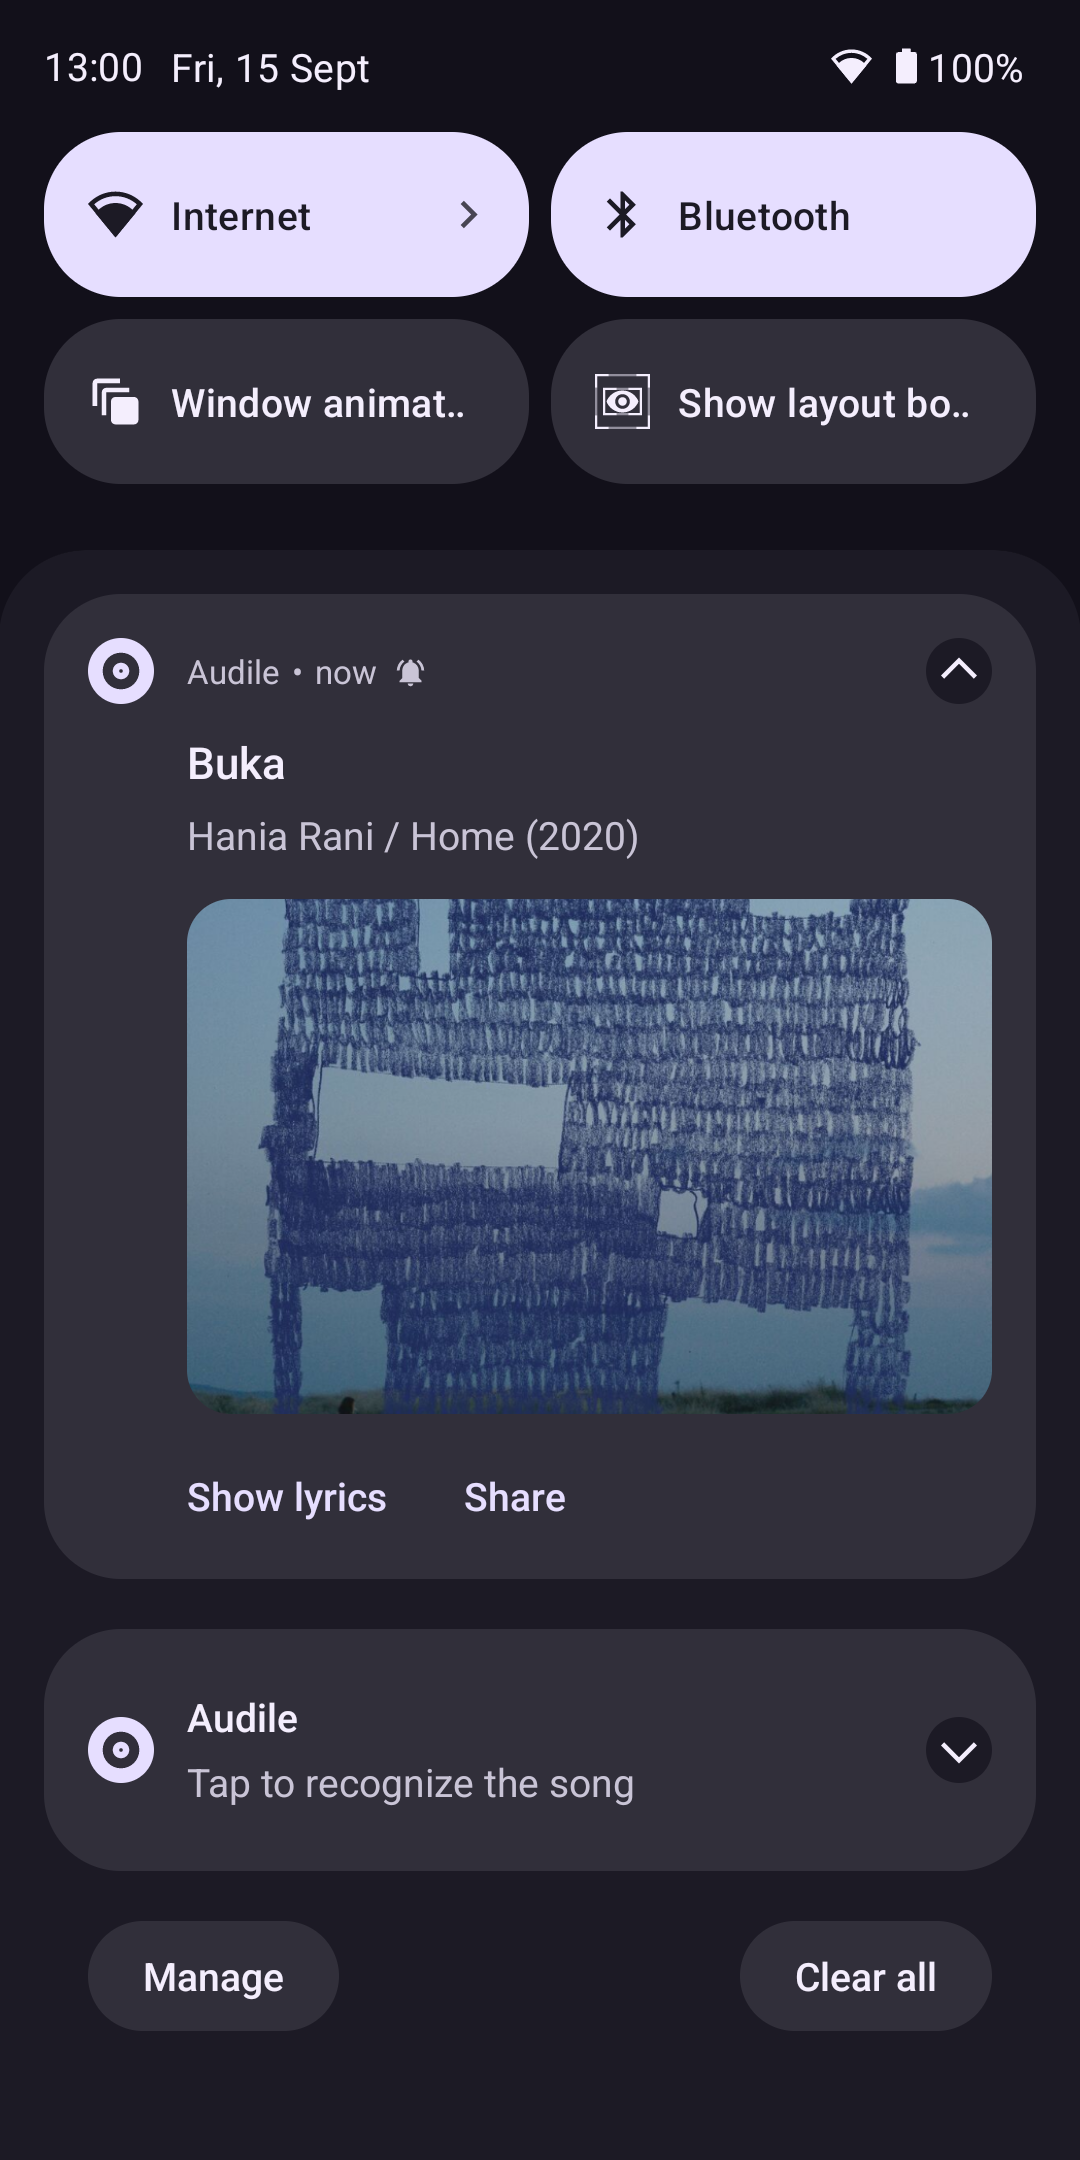 13:00 Fri, 15 Sept 100%
Internet Bluetooth
Window animat.. Show layout bo..
Audile • now
Buka
Hania Rani / Home (2020)
Show lyrics Share
Audile
Tap to recognize the song
Manage Clear all